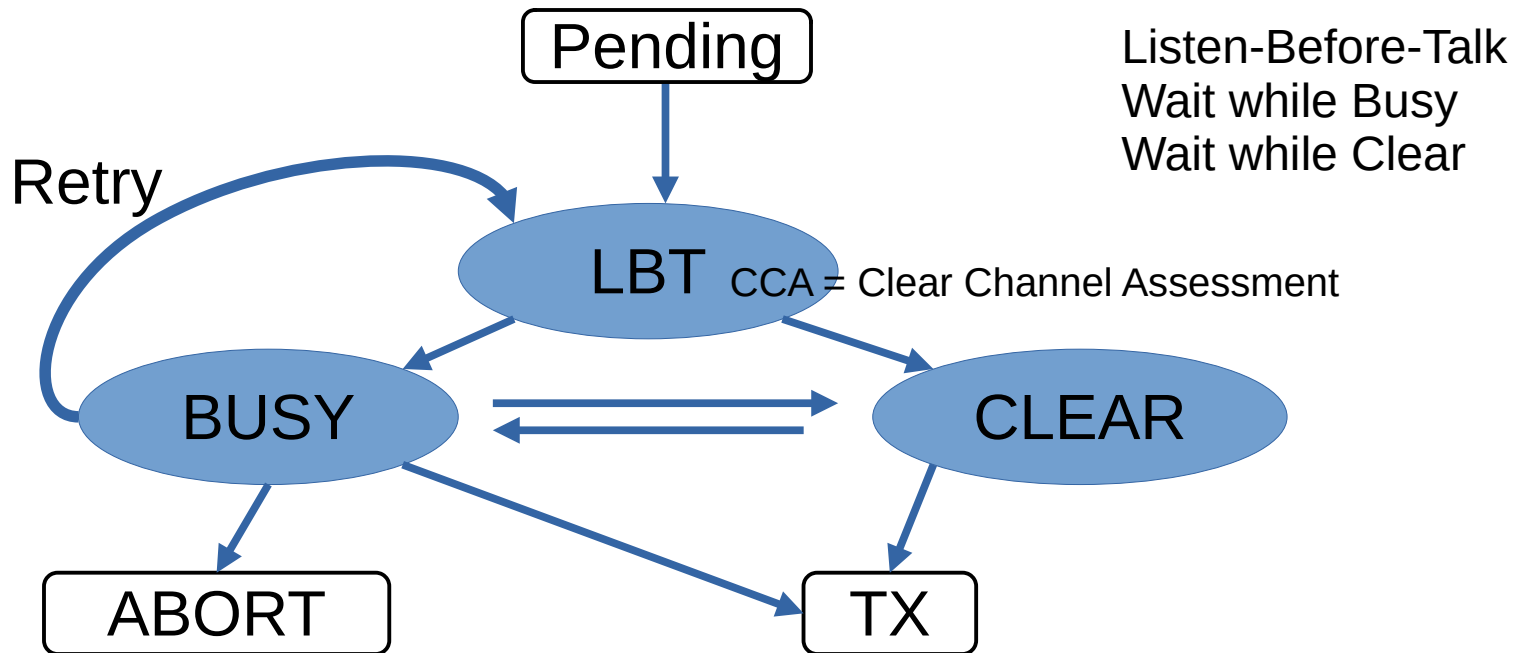 Pending
Listen-Before-Talk
Wait while Busy
Wait while Clear
Retry
LBT
CCA = Clear Channel Assessment
BUSY
CLEAR
ABORT
TX